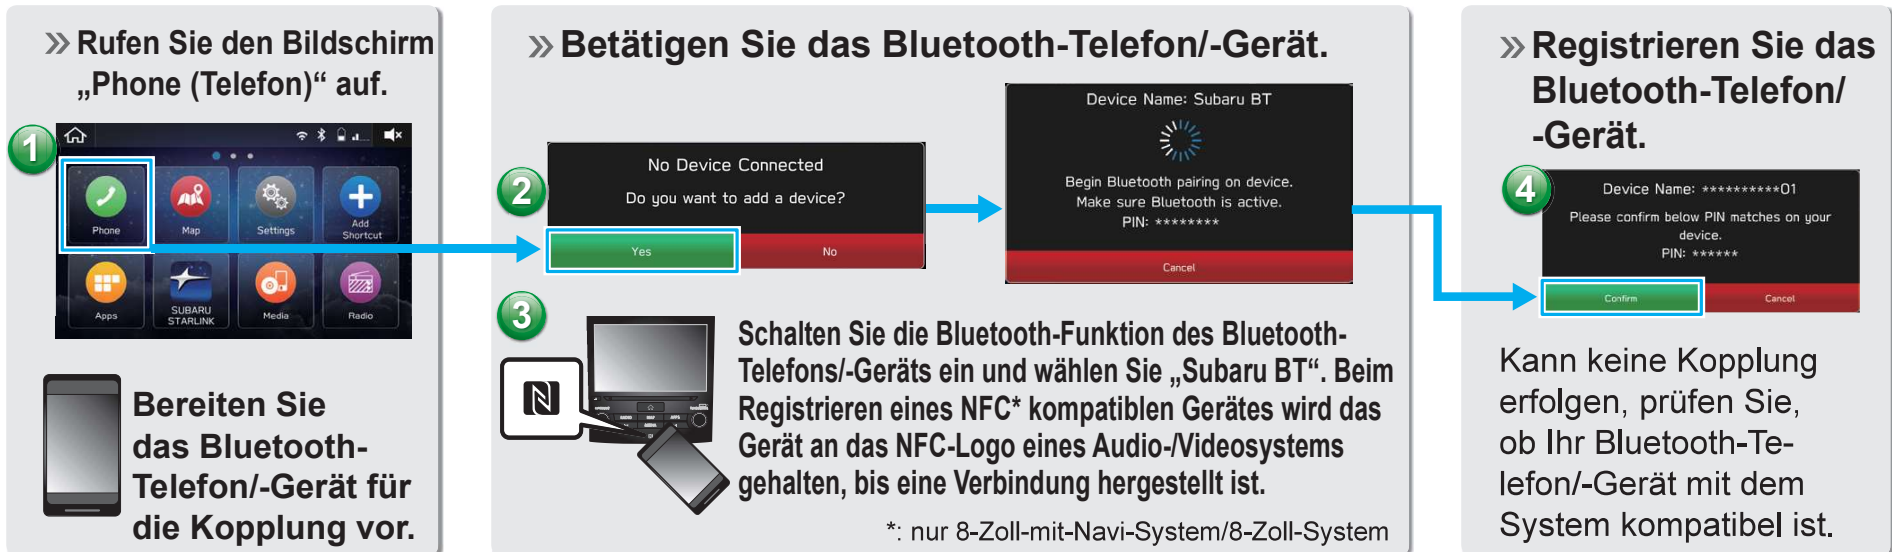 » Rufen Sie den Bildschirm
„Phone (Telefon)“ auf.
1
Phone
Map
Settings
Add
Shortcut
Apps
SUBARU
STARLINK
Media
Radio
Bereiten Sie
das Bluetooth-
Telefon/-Gerät für
die Kopplung vor.
» Betätigen Sie das Bluetooth-Telefon/-Gerät.
2
No Device Connected
Do you want to add a device?
Yes
No
Device Name: Subaru BT
Begin Bluetooth pairing on device.
Make sure Bluetooth is active.
PIN: ********
Cancel
3
RADIO MAP APPS
Schalten Sie die Bluetooth-Funktion des Bluetooth-
Telefons/-Geräts ein und wählen Sie „Subaru BT“. Beim
Registrieren eines NFC* kompatiblen Gerätes wird das
Gerät an das NFC-Logo eines Audio-/Videosystems
gehalten, bis eine Verbindung hergestellt ist.
*: nur 8-Zoll-mit-Navi-System/8-Zoll-System
» Registrieren Sie das
Bluetooth-Telefon/
-Gerät.
4
Device Name: **********01
Please confirm below PIN matches on your
device.
PIN: ******
Confirm
Cancel
Kann keine Kopplung
erfolgen, prüfen Sie,
ob Ihr Bluetooth-Te-
lefon/-Gerät mit dem
System kompatibel ist.